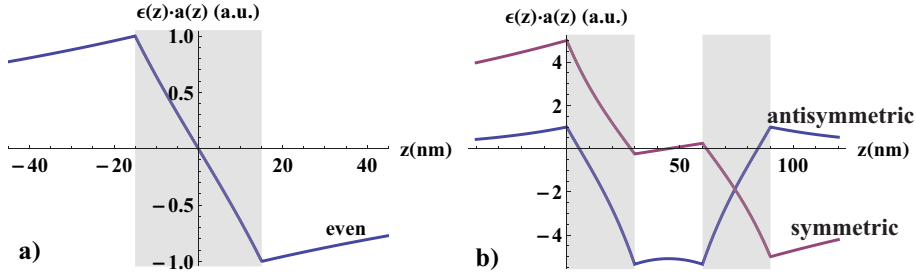 ϵ(z)·a(z) (a.u.)
1.0
0.5
−40
−20
20
40
z(nm)
−0.5
−1.0
even
a)
ϵ(z)·a(z) (a.u.)
4
2
antisymmetric
50
100
z(nm)
−2
−4
symmetric
b)